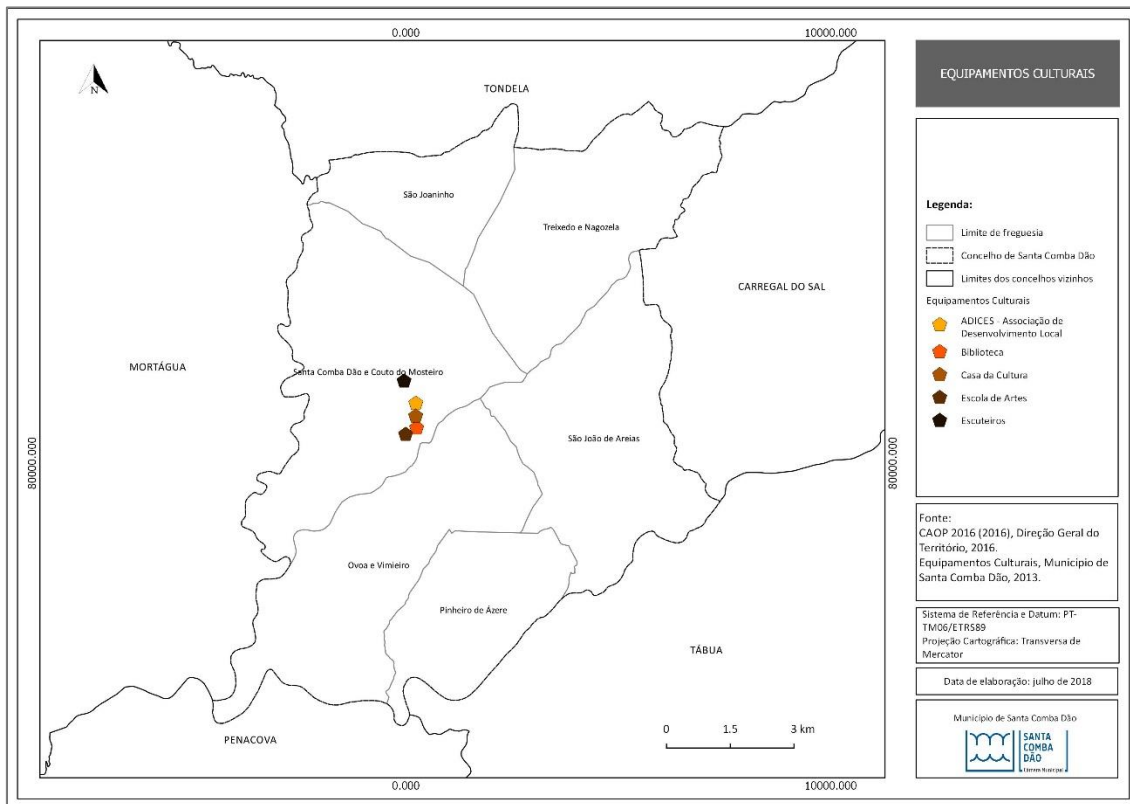 0.000
10000.000
N
TONDELA
São Joaninho
Treixedo e Nagozela
CARREGAL DO SAL
MORTÁGUA
Santa Comba Dão e Couto do Mosteiro
São João de Areias
80000.000
80000.000
Ovoa e Vimieiro
Pinheiro de Ázere
TÁBUA
PENACOVA
0
1.5
3 km
0.000
10000.000
EQUIPAMENTOS CULTURAIS
Legenda:
Limite de freguesia
Concelho de Santa Comba Dão
Limites dos concelhos vizinhos
Equipamentos Culturais
ADICES - Associação de
Desenvolvimento Local
Biblioteca
Casa da Cultura
Escola de Artes
Escuteiros
Fonte:
CAOP 2016 (2016), Direção Geral do
Território, 2016.
Equipamentos Culturais, Municipio de
Santa Comba Dão, 2013.
Sistema de Referência e Datum: PT-
TM06/ETRS89
Projeção Cartográfica: Transversa de
Mercator
Data de elaboração: julho de 2018
Município de Santa Comba Dão
SANTA
COMBA
DÃO
Câmara Municipal